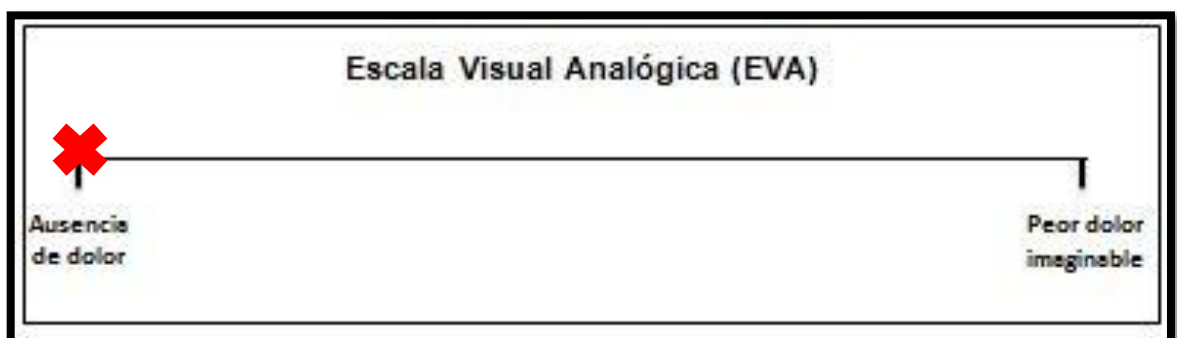 Escala Visual Analógica (EVA)
Ausencia
de dolor
Peor dolor
imaginable